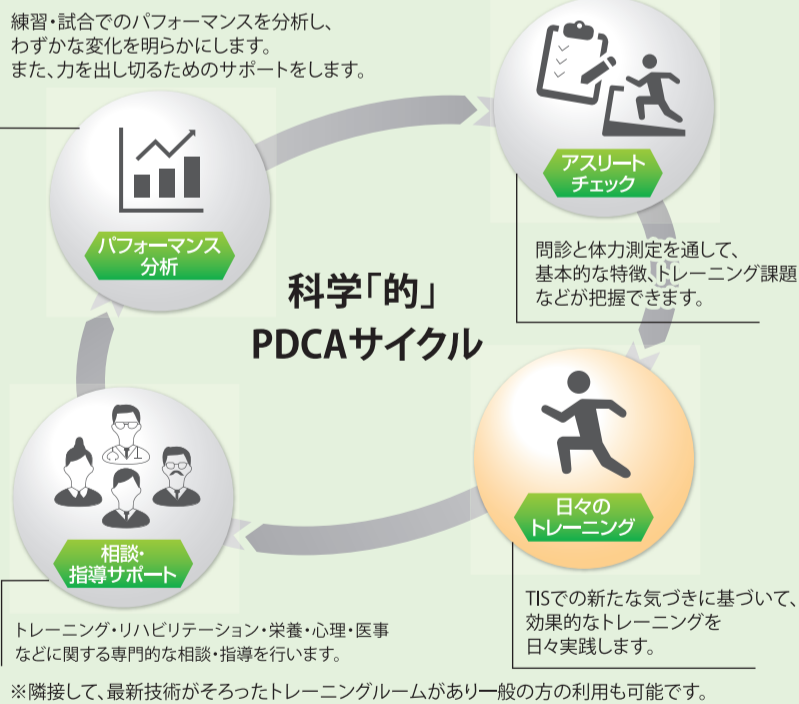 練習・試合でのパフォーマンスを分析し、
わずかな変化を明らかにします。
また、力を出し切るためのサポートをします。
アスリート
チェック
パフォーマンス
分析
問診と体力測定を通して、
基本的な特徴、トレーニング課題
などが把握できます。
科学「的」
PDCAサイクル
日々の
トレーニング
相談・
指導サポート
TISでの新たな気づきに基づいて、
効果的なトレーニングを
日々実践します。
トレーニング・リハビリテーション・栄養・心理・医事
などに関する専門的な相談・指導を行います。
※隣接して、最新技術がそろったトレーニングルームがあり一般の方の利用も可能です。